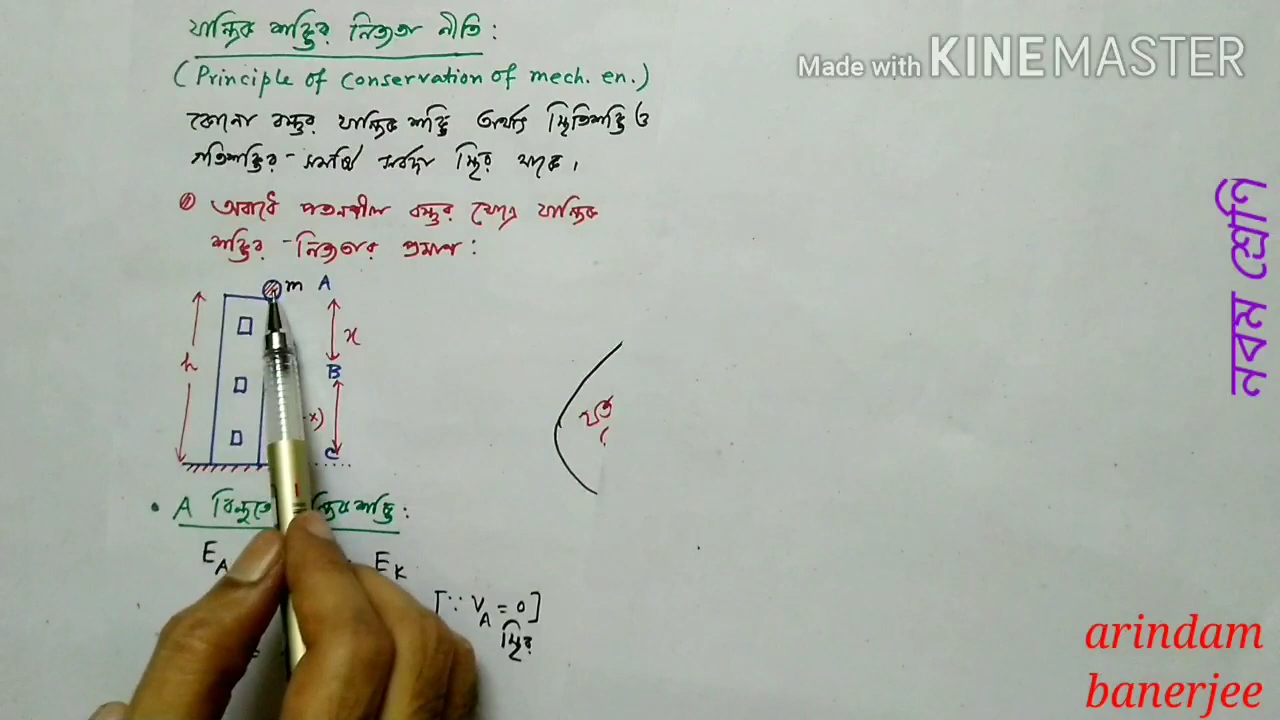 যান্ত্রিক শক্তির নিত্যতা নীতি:
(Principle of conservation of mech. en.)
কোনো বস্তুর যান্ত্রিক শক্তি অর্থাৎ স্থিতিশক্তি ও
গতিশক্তির সমষ্টি সর্বদা স্থির থাকে।
অবাধে পতনশীল বস্তুর ক্ষেত্রে যান্ত্রিক
শক্তির নিত্যতার প্রমাণ:
m A
x
h
B
-x)
C
• A বিন্দুতে শক্তি:
E_A E_K
[∵ V_A = 0]
স্থির
=
Made with KINEMASTER
নবম শ্রেণি
arindam
banerjee